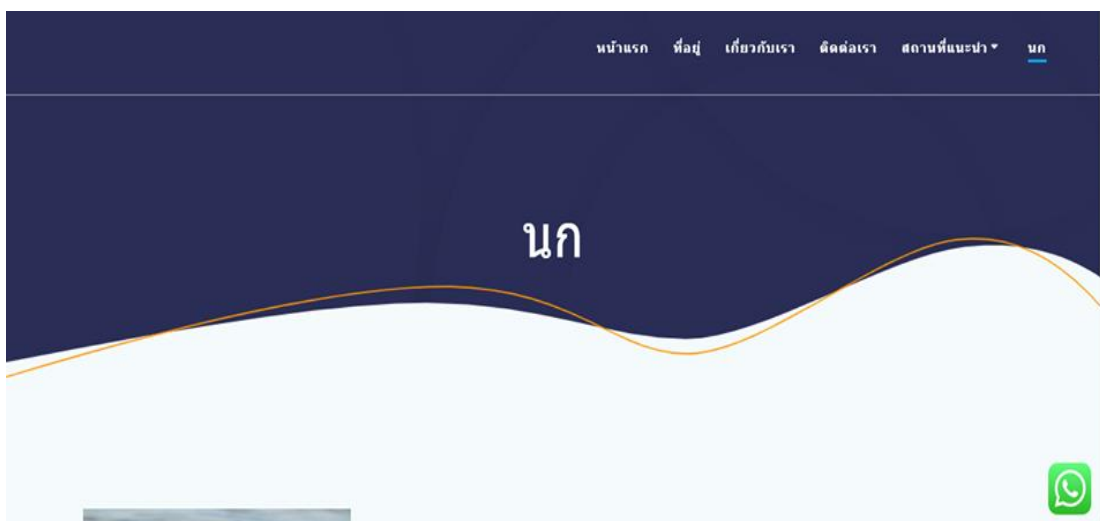 หน้าแรก ที่อยู่ เกี่ยวกับเรา ติดต่อเรา สถานที่แนะนำ นก
นก